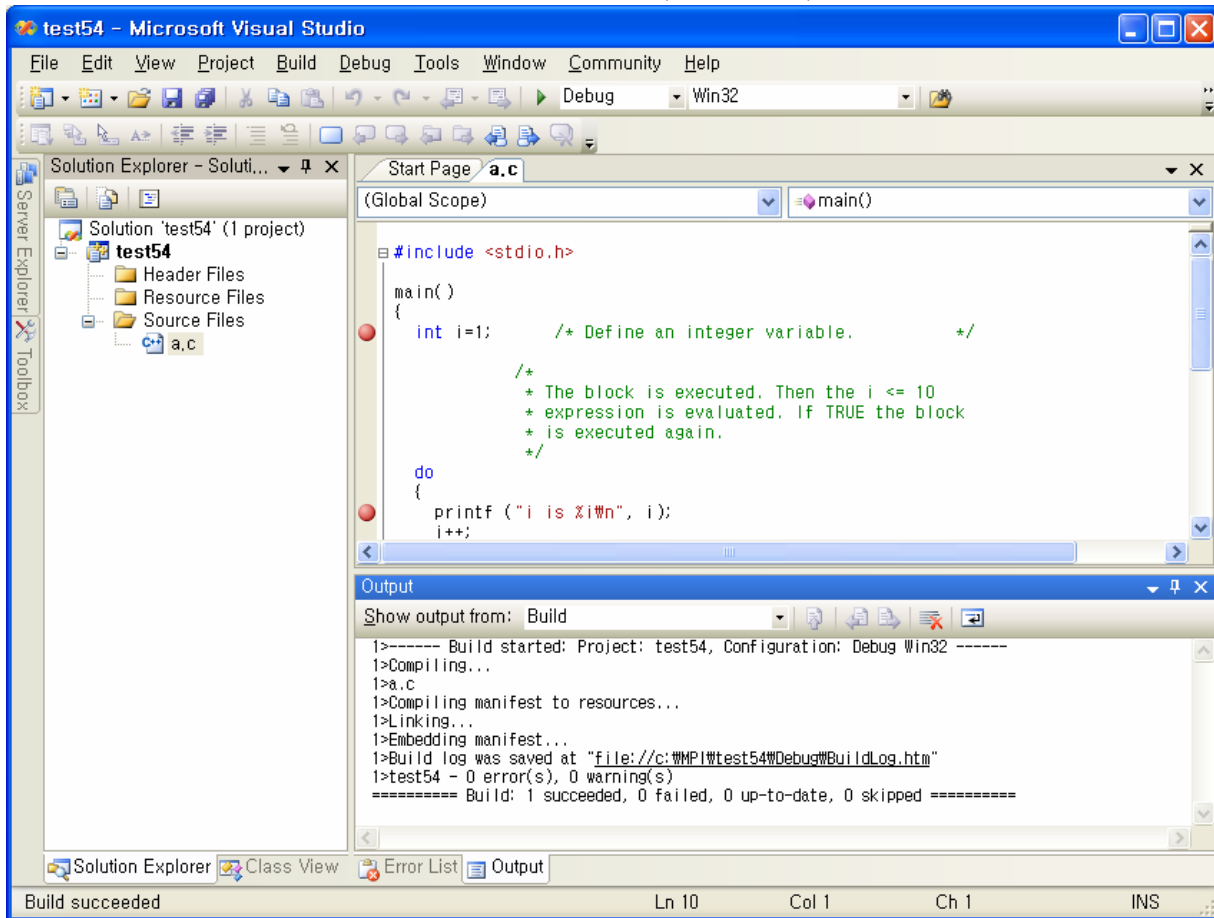 test54 - Microsoft Visual Studio
File Edit View Project Build Debug Tools Window Community Help
Debug Win32
Server Explorer
Toolbox
Solution Explorer - Soluti...
Solution 'test54' (1 project)
test54
Header Files
Resource Files
Source Files
a.c
Start Page a.c
(Global Scope) main()
#include <stdio.h>
main()
{
int i=1; /* Define an integer variable. */
/*
* The block is executed. Then the i <= 10
* expression is evaluated. If TRUE the block
* is executed again.
*/
do
{
printf ("i is %i₩n", i);
i++;
Output
Show output from: Build
1>------ Build started: Project: test54, Configuration: Debug Win32 ------
1>Compiling...
1>a.c
1>Compiling manifest to resources...
1>Linking...
1>Embedding manifest...
1>Build log was saved at "file://c:₩MPI₩test54₩Debug₩BuildLog.htm"
1>test54 - 0 error(s), 0 warning(s)
========== Build: 1 succeeded, 0 failed, 0 up-to-date, 0 skipped ==========
Solution Explorer Class View
Error List Output
Build succeeded Ln 10 Col 1 Ch 1 INS